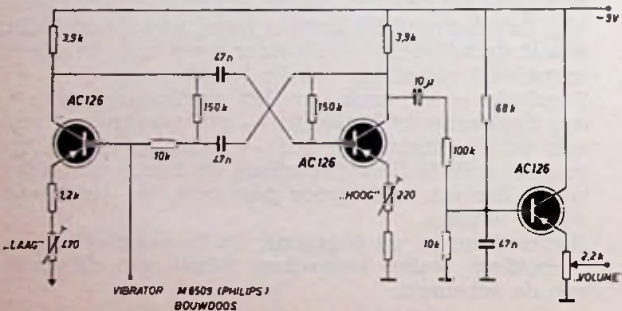 -9V
3,9k
47n
3,9k
10µ
AC126
150k
150k
68k
10k
47n
AC126
100k
AC126
1,2k
„HOOG" 220
„LAAG" 470
10k
47n
2,2k
„VOLUME"
VIBRATOR M6509 (PHILIPS)
BOUWDOOS